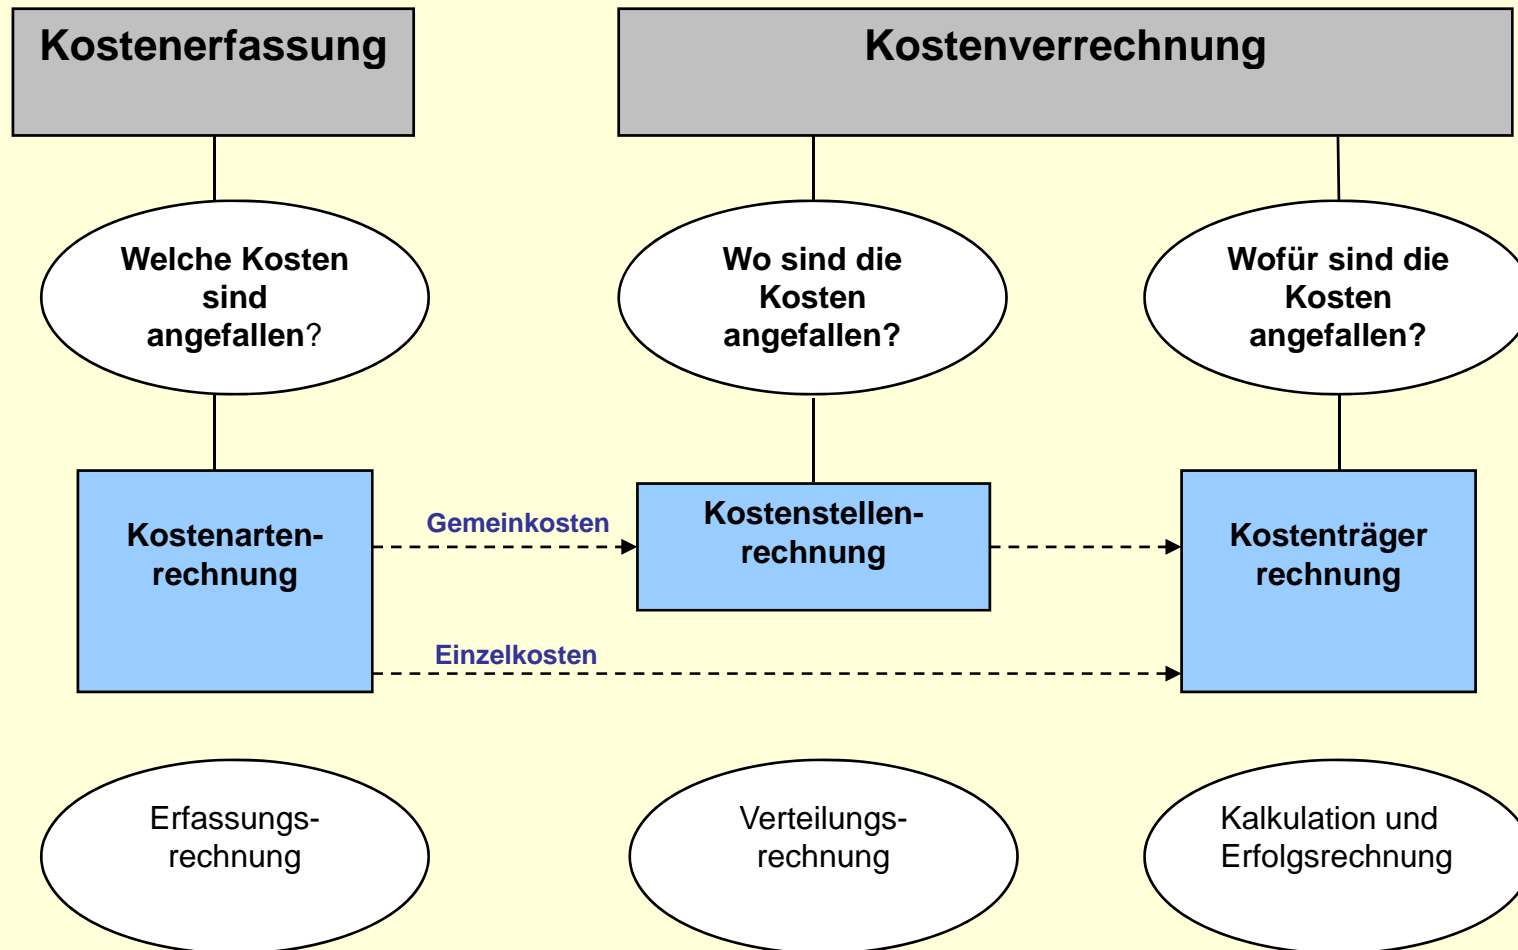 Kostenerfassung
Kostenverrechnung
Welche Kosten
sind
angefallen?
Wo sind die
Kosten
angefallen?
Wofür sind die
Kosten
angefallen?
Kostenarten-
rechnung
Gemeinkosten
Kostenstellen-
rechnung
Kostenträger
rechnung
Einzelkosten
Erfassungs-
rechnung
Verteilungs-
rechnung
Kalkulation und
Erfolgsrechnung